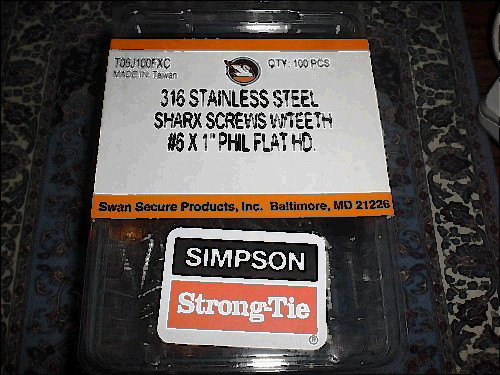 T06J100FXC QTY: 100 PCS
MADE IN: Taiwan
316 STAINLESS STEEL
SHARX SCREWS W/TEETH
#6 X 1" PHIL FLAT HD.
Swan Secure Products, Inc. Baltimore, MD 21226
SIMPSON
Strong-Tie
®